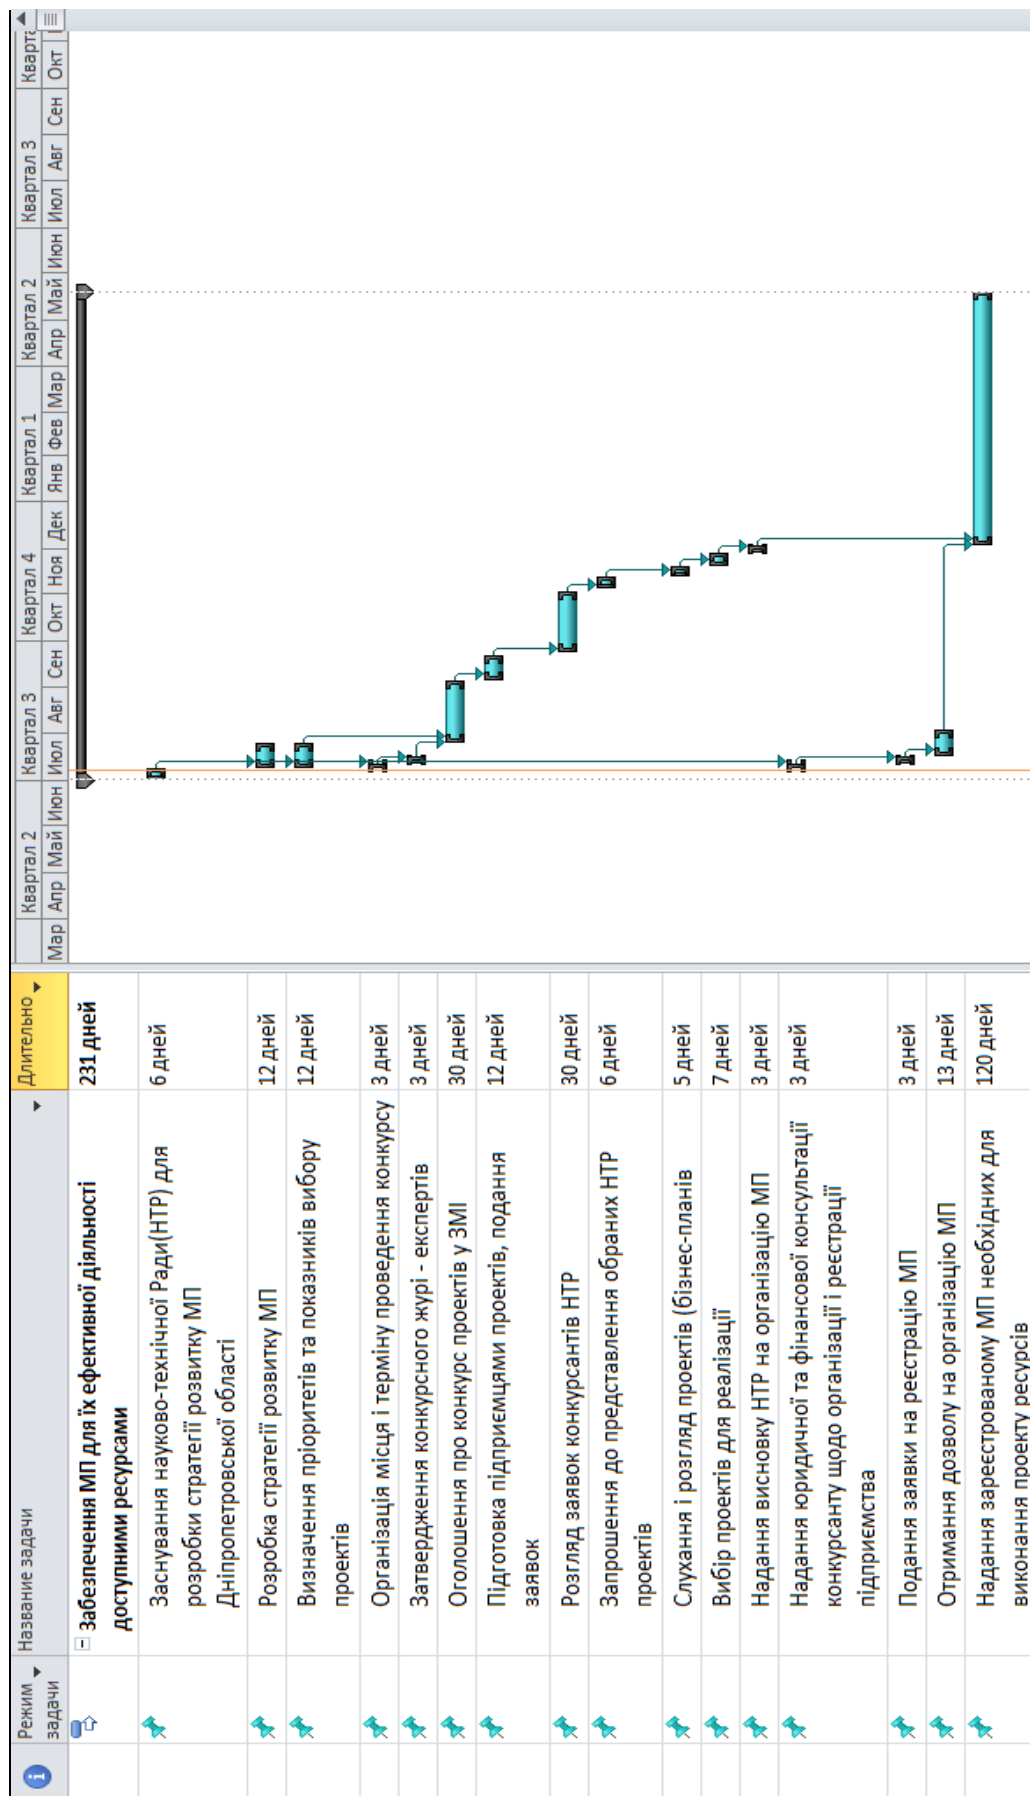 Режим задачи
Название задачи
Длительно
Квартал 2
Квартал 3
Квартал 4
Квартал 1
Квартал 2
Квартал 3
Кварта
Мар
Апр
Май
Июн
Июл
Авг
Сен
Окт
Ноя
Дек
Янв
Фев
Мар
Апр
Май
Июн
Июл
Авг
Сен
Окт
Забезпечення МП для їх ефективної діяльності
доступними ресурсами
231 дней
Заснування науково-технічної Ради(НТР) для
розробки стратегії розвитку МП
Дніпропетровської області
6 дней
Розробка стратегії розвитку МП
12 дней
Визначення пріоритетів та показників вибору
проектів
12 дней
Організація місця і терміну проведення конкурсу
3 дней
Затвердження конкурсного журі - експертів
3 дней
Оголошення про конкурс проектів у ЗМІ
30 дней
Підготовка підприємцями проектів, подання
заявок
12 дней
Розгляд заявок конкурсантів НТР
30 дней
Запрошення до представлення обраних НТР
проектів
6 дней
Слухання і розгляд проектів (бізнес-планів
5 дней
Вибір проектів для реалізації
7 дней
Надання висновку НТР на організацію МП
3 дней
Надання юридичної та фінансової консультації
конкурсанту щодо організації і реєстрації
підприємства
3 дней
Подання заявки на реєстрацію МП
3 дней
Отримання дозволу на організацію МП
13 дней
Надання зареєстрованому МП необхідних для
виконання проекту ресурсів
120 дней